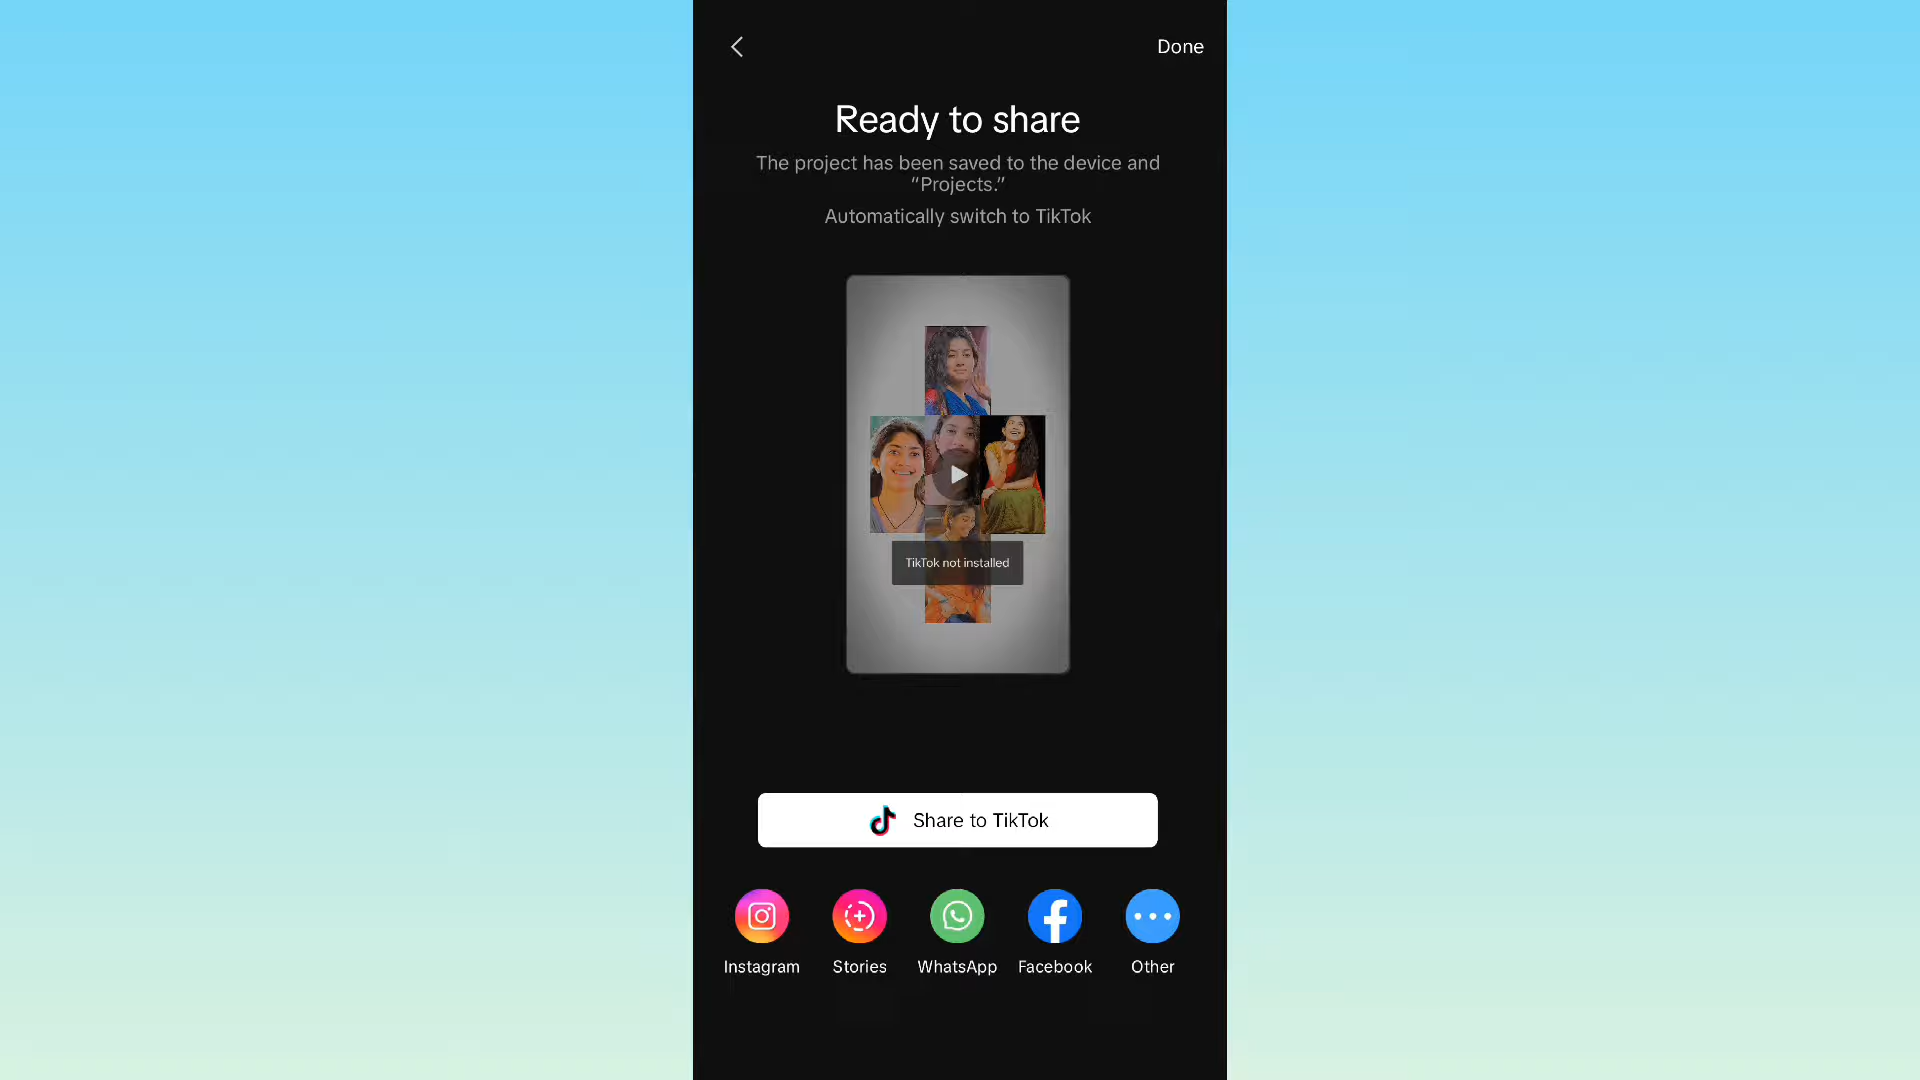 Done
Ready to share
The project has been saved to the device and
“Projects.”
Automatically switch to TikTok
TikTok not installed
Share to TikTok
Instagram
Stories
WhatsApp
Facebook
Other